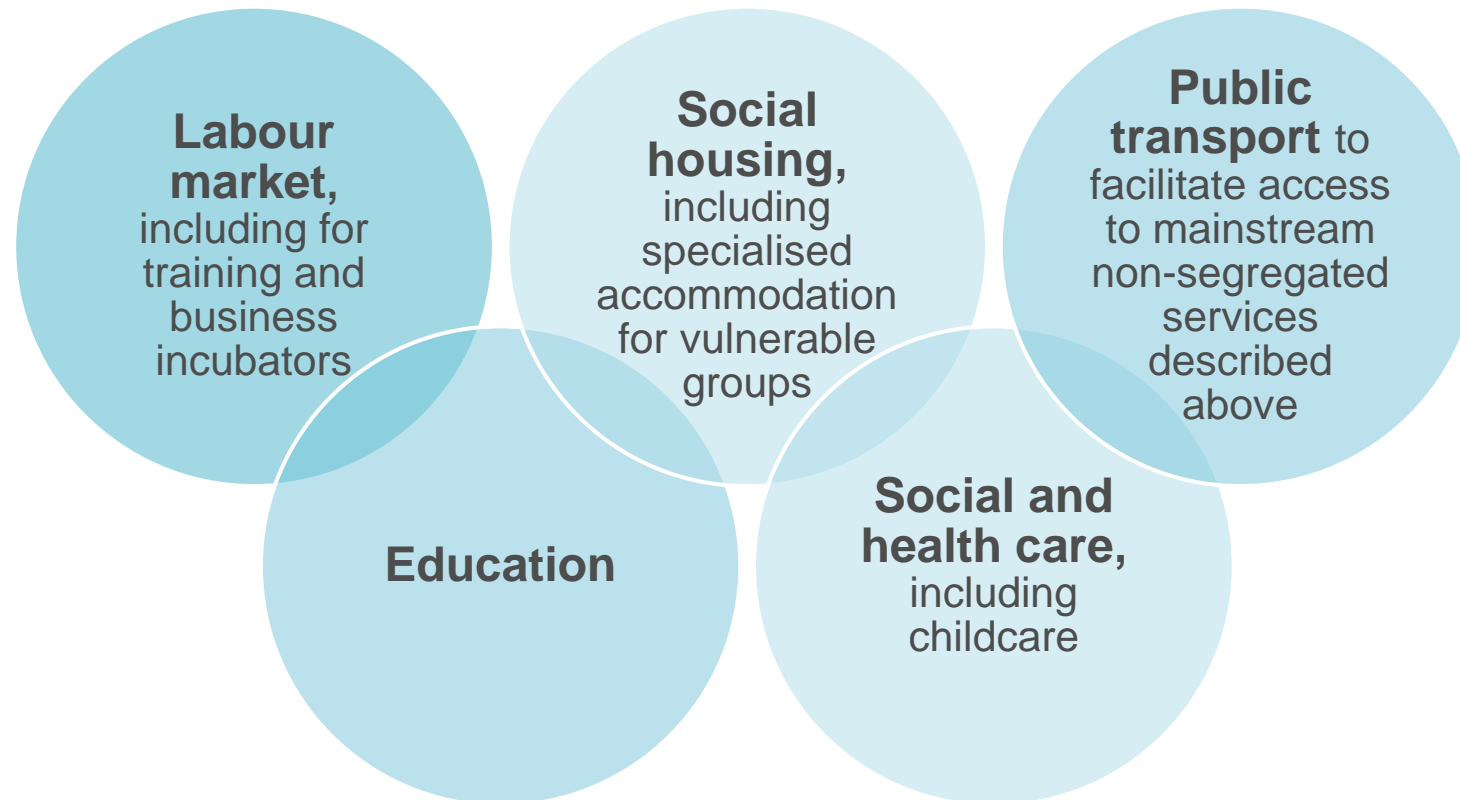 Labour
market,
including for
training and
business
incubators
Social
housing,
including
specialised
accommodation
for vulnerable
groups
Public
transport to
facilitate access
to mainstream
non-segregated
services
described
above
Education
Social and
health care,
including
childcare